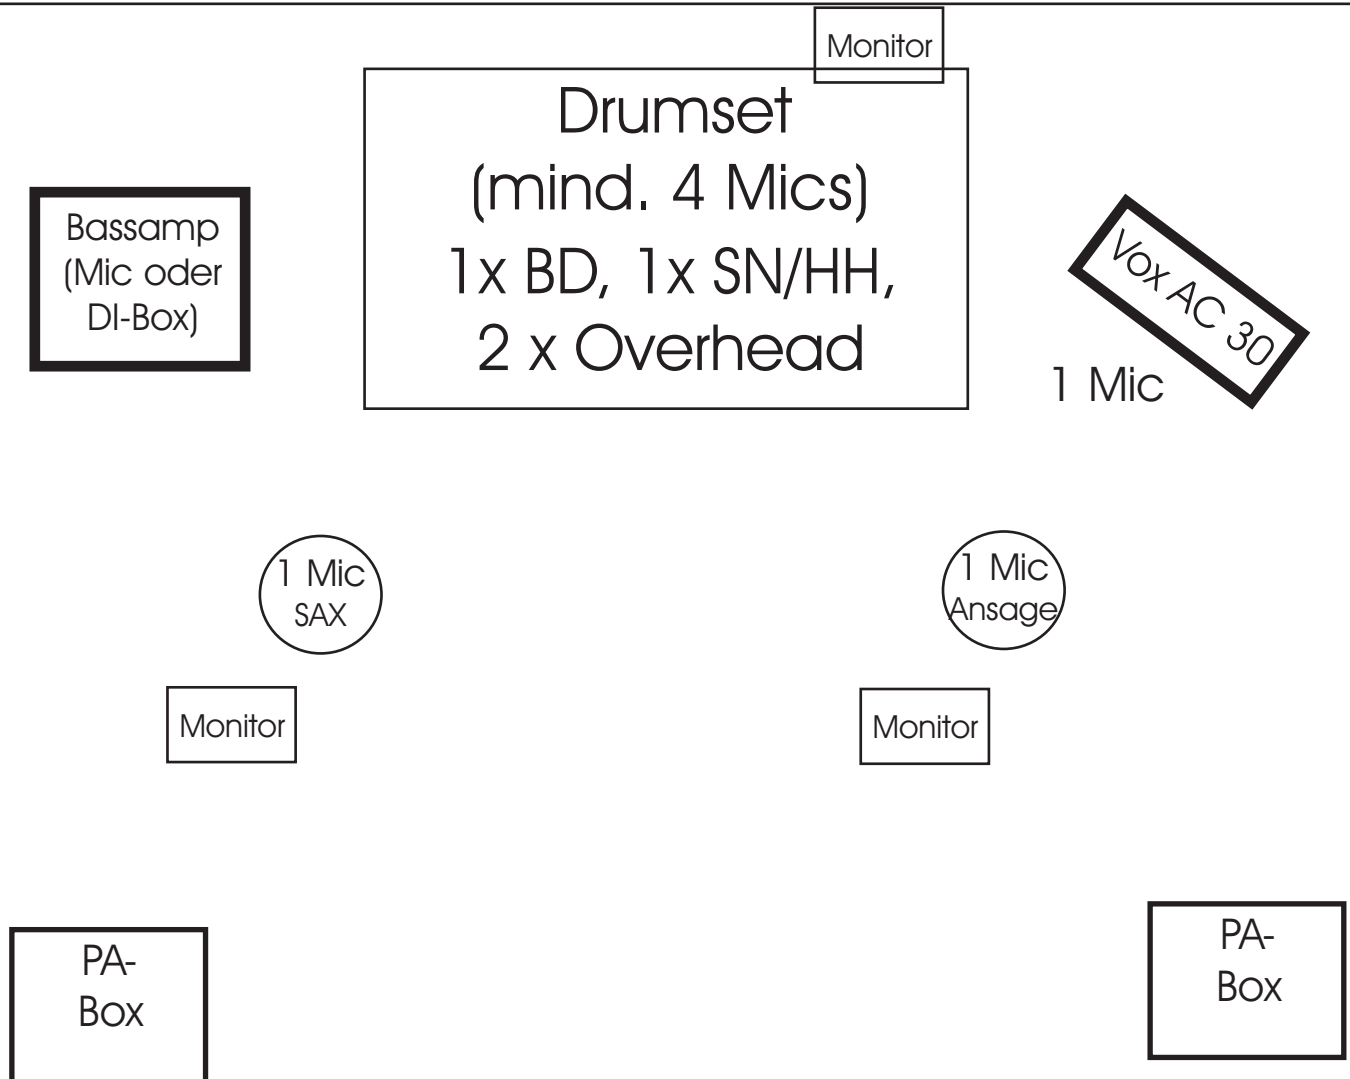 Monitor
Drumset
(mind. 4 Mics)
1x BD, 1x SN/HH,
2 x Overhead
Bassamp
(Mic oder
DI-Box)
Vox AC 30
1 Mic
1 Mic
SAX
1 Mic
Ansage
Monitor
Monitor
PA-
Box
PA-
Box